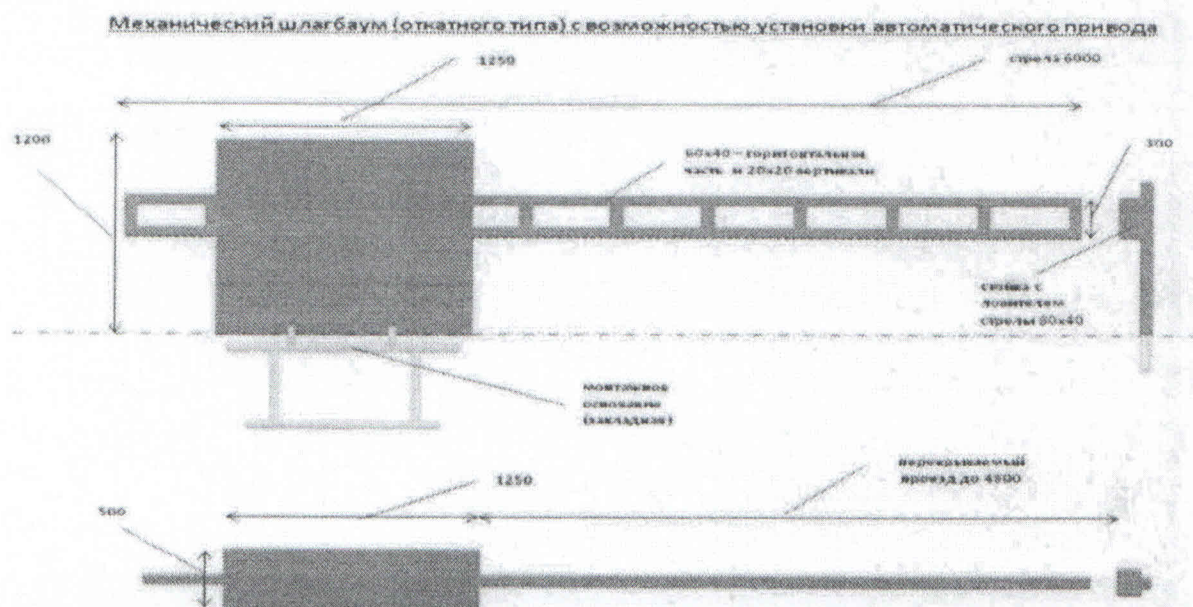 Механический шлагбаум (откатного типа) с возможностью установки автоматического привода
1250
стрела 6000
1200
300
60х40 – горизонтальная
часть и 20х20 вертикали
стойка с
ловителем
стрелы 80х40
монтажное
основание
(закладная)
1250
перекрываемый
проезд до 4800
500